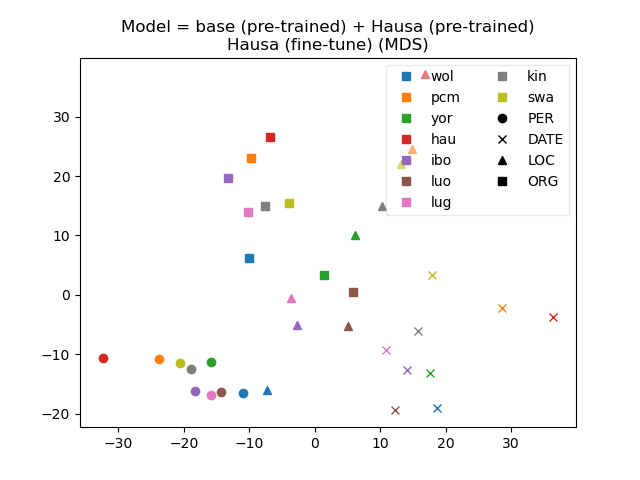 Model = base (pre-trained) + Hausa (pre-trained)
Hausa (fine-tune) (MDS)
wol kin
pcm swa
yor PER
hau DATE
ibo LOC
luo ORG
lug
30
20
10
0
−10
−20
−30 −20 −10 0 10 20 30